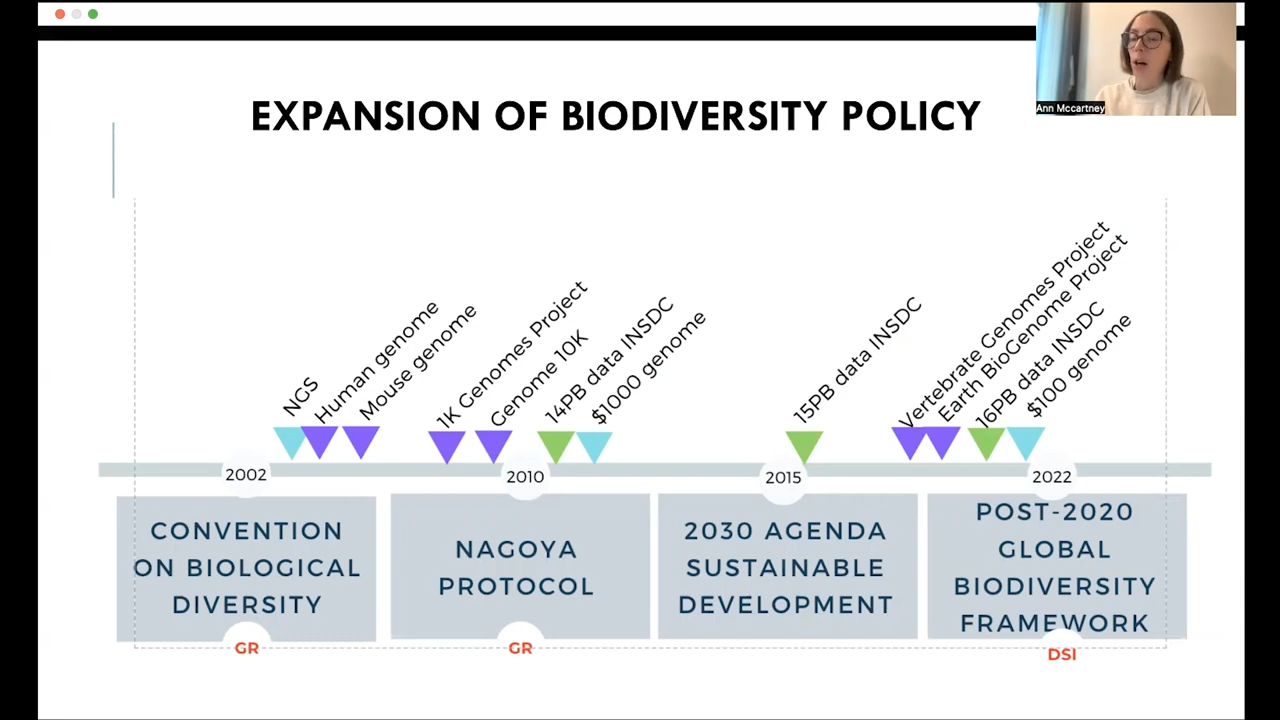 Ann Mccartney
EXPANSION OF BIODIVERSITY POLICY
NGS
Human genome
Mouse genome
1K Genomes Project
Genome 10K
14PB data INSDC
$1000 genome
15PB data INSDC
Vertebrate Genomes Project
Earth BioGenome Project
16PB data INSDC
$100 genome
2002
2010
2015
2022
CONVENTION
ON BIOLOGICAL
DIVERSITY
GR
NAGOYA
PROTOCOL
GR
2030 AGENDA
SUSTAINABLE
DEVELOPMENT
POST-2020
GLOBAL
BIODIVERSITY
FRAMEWORK
DSI